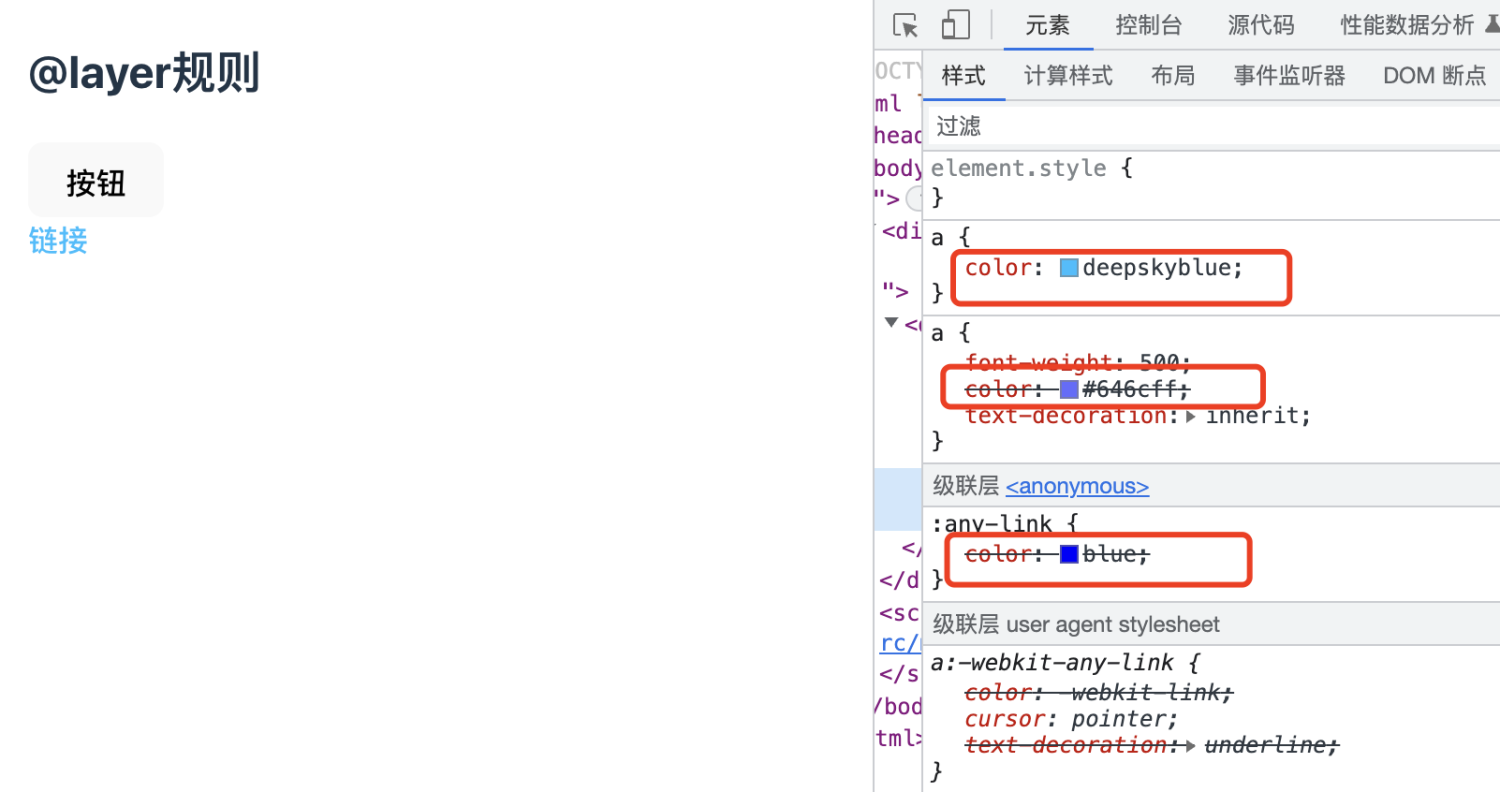 @layer规则
按钮
链接
元素 控制台 源代码 性能数据分析
样式 计算样式 布局 事件监听器 DOM 断点
过滤
OCTY
ml
head
body
">
<di
">
</
</d
<sc
rc/
</s
/body
tml>
element.style {
}
a {
color: deepskyblue;
}
a {
font-weight: 500;
color: #646cff;
text-decoration: inherit;
}
级联层 <anonymous>
:any-link {
color: blue;
}
级联层 user agent stylesheet
a:-webkit-any-link {
color: -webkit-link;
cursor: pointer;
text-decoration: underline;
}